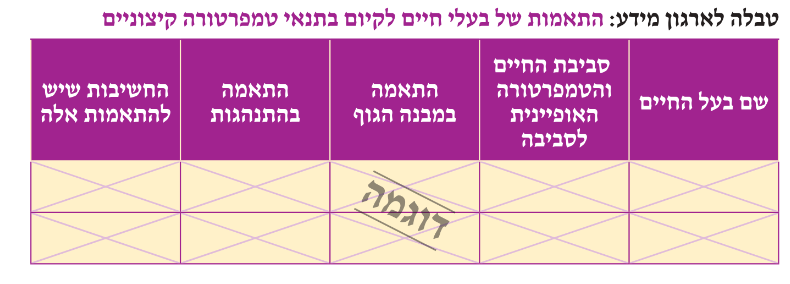 טבלה לארגון מידע: התאמות של בעלי חיים לקיום בתנאי טמפרטורה קיצוניים
שם בעל החיים
סביבת החיים
והטמפרטורה
האופיינית
לסביבה
התאמה
במבנה הגוף
התאמה
בהתנהגות
החשיבות שיש
להתאמות אלה
דוגמה